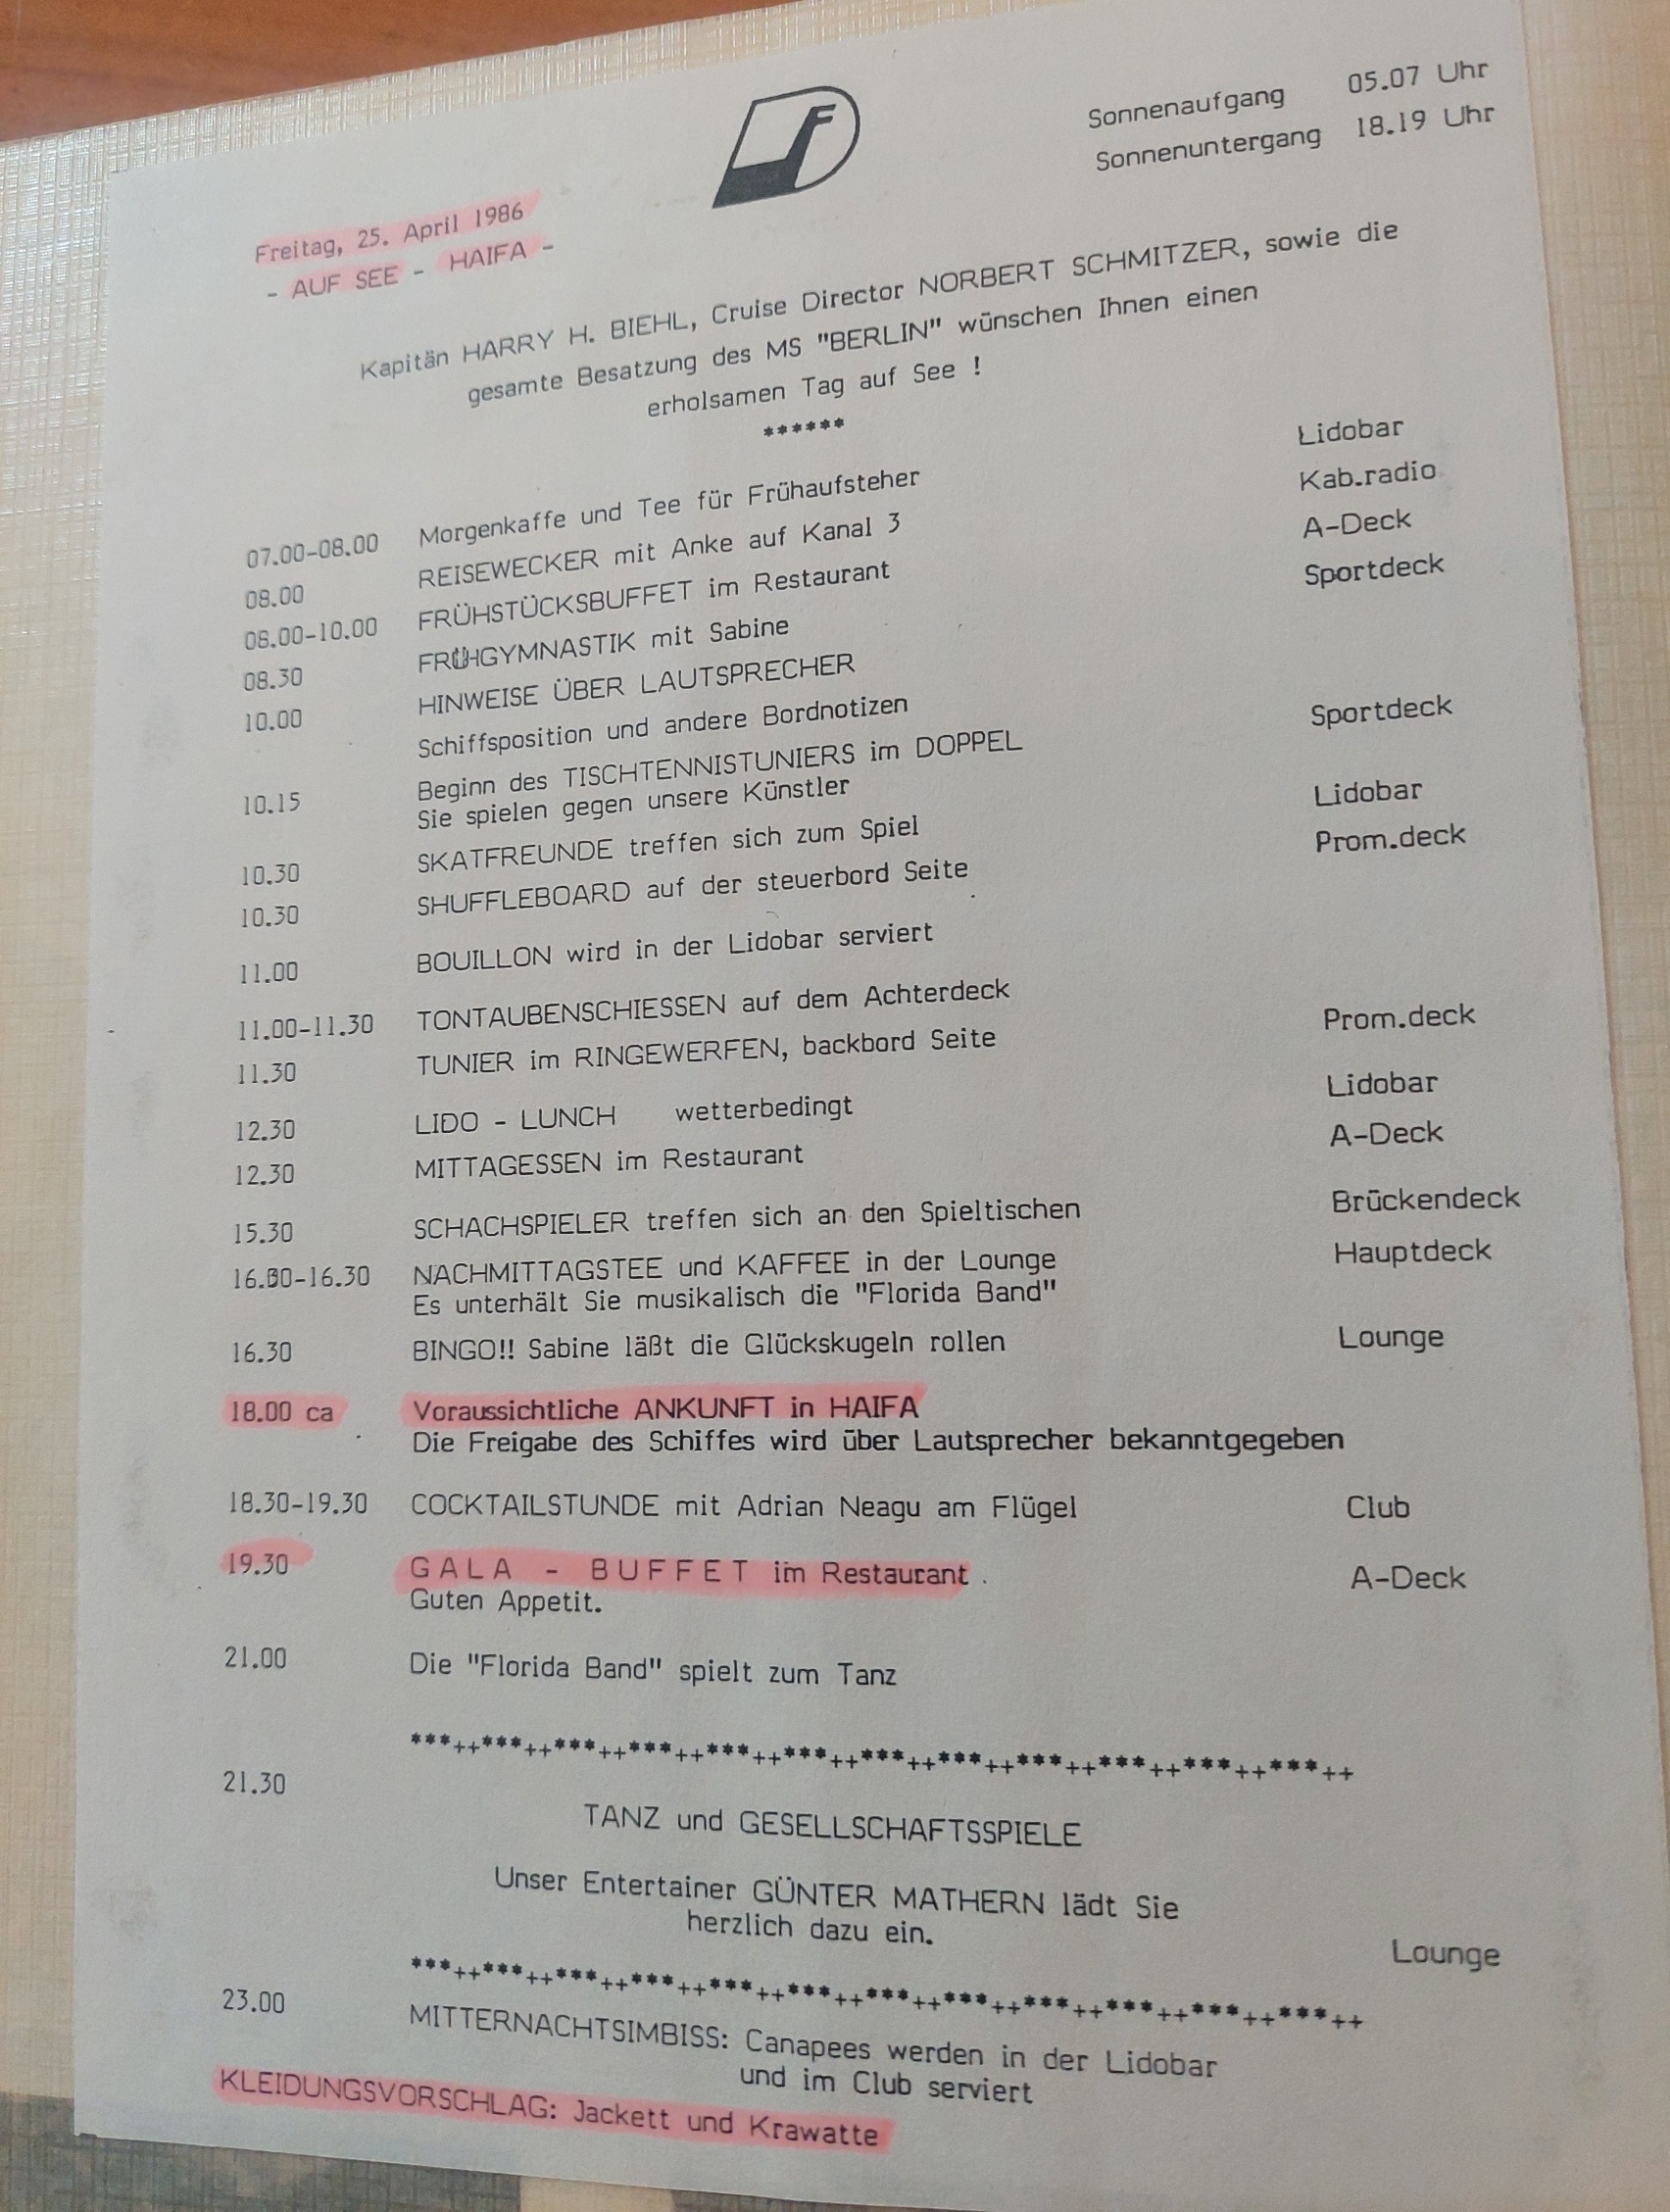 Sonnenaufgang 05.07 Uhr
Sonnenuntergang 18.19 Uhr
Freitag, 25. April 1986
- AUF SEE - HAIFA -
Kapitän HARRY H. BIEHL, Cruise Director NORBERT SCHMITZER, sowie die
gesamte Besatzung des MS "BERLIN" wünschen Ihnen einen
erholsamen Tag auf See !
******
07.00-08.00 Morgenkaffe und Tee für Frühaufsteher Lidobar
08.00 REISEWECKER mit Anke auf Kanal 3 Kab.radio
08.00-10.00 FRÜHSTÜCKSBUFFET im Restaurant A-Deck
08.30 FRÜHGYMNASTIK mit Sabine Sportdeck
10.00 HINWEISE ÜBER LAUTSPRECHER
Schiffsposition und andere Bordnotizen
10.15 Beginn des TISCHTENNISTUNIERS im DOPPEL Sportdeck
Sie spielen gegen unsere Künstler
10.30 SKATFREUNDE treffen sich zum Spiel Lidobar
10.30 SHUFFLEBOARD auf der steuerbord Seite Prom.deck
11.00 BOUILLON wird in der Lidobar serviert
11.00-11.30 TONTAUBENSCHIESSEN auf dem Achterdeck
11.30 TUNIER im RINGEWERFEN, backbord Seite Prom.deck
12.30 LIDO - LUNCH wetterbedingt Lidobar
12.30 MITTAGESSEN im Restaurant A-Deck
15.30 SCHACHSPIELER treffen sich an den Spieltischen Brückendeck
16.00-16.30 NACHMITTAGSTEE und KAFFEE in der Lounge Hauptdeck
Es unterhält Sie musikalisch die "Florida Band"
16.30 BINGO!! Sabine läßt die Glückskugeln rollen Lounge
18.00 ca Voraussichtliche ANKUNFT in HAIFA
Die Freigabe des Schiffes wird über Lautsprecher bekanntgegeben
18.30-19.30 COCKTAILSTUNDE mit Adrian Neagu am Flügel Club
19.30 GALA - BUFFET im Restaurant . A-Deck
Guten Appetit.
21.00 Die "Florida Band" spielt zum Tanz
***++***++***++***++***++***++***++***++***++***++***++***++
21.30
TANZ und GESELLSCHAFTSSPIELE
Unser Entertainer GÜNTER MATHERN lädt Sie
herzlich dazu ein.
Lounge
***++***++***++***++***++***++***++***++***++***++***++***++
23.00 MITTERNACHTSIMBISS: Canapees werden in der Lidobar
und im Club serviert
KLEIDUNGSVORSCHLAG: Jackett und Krawatte